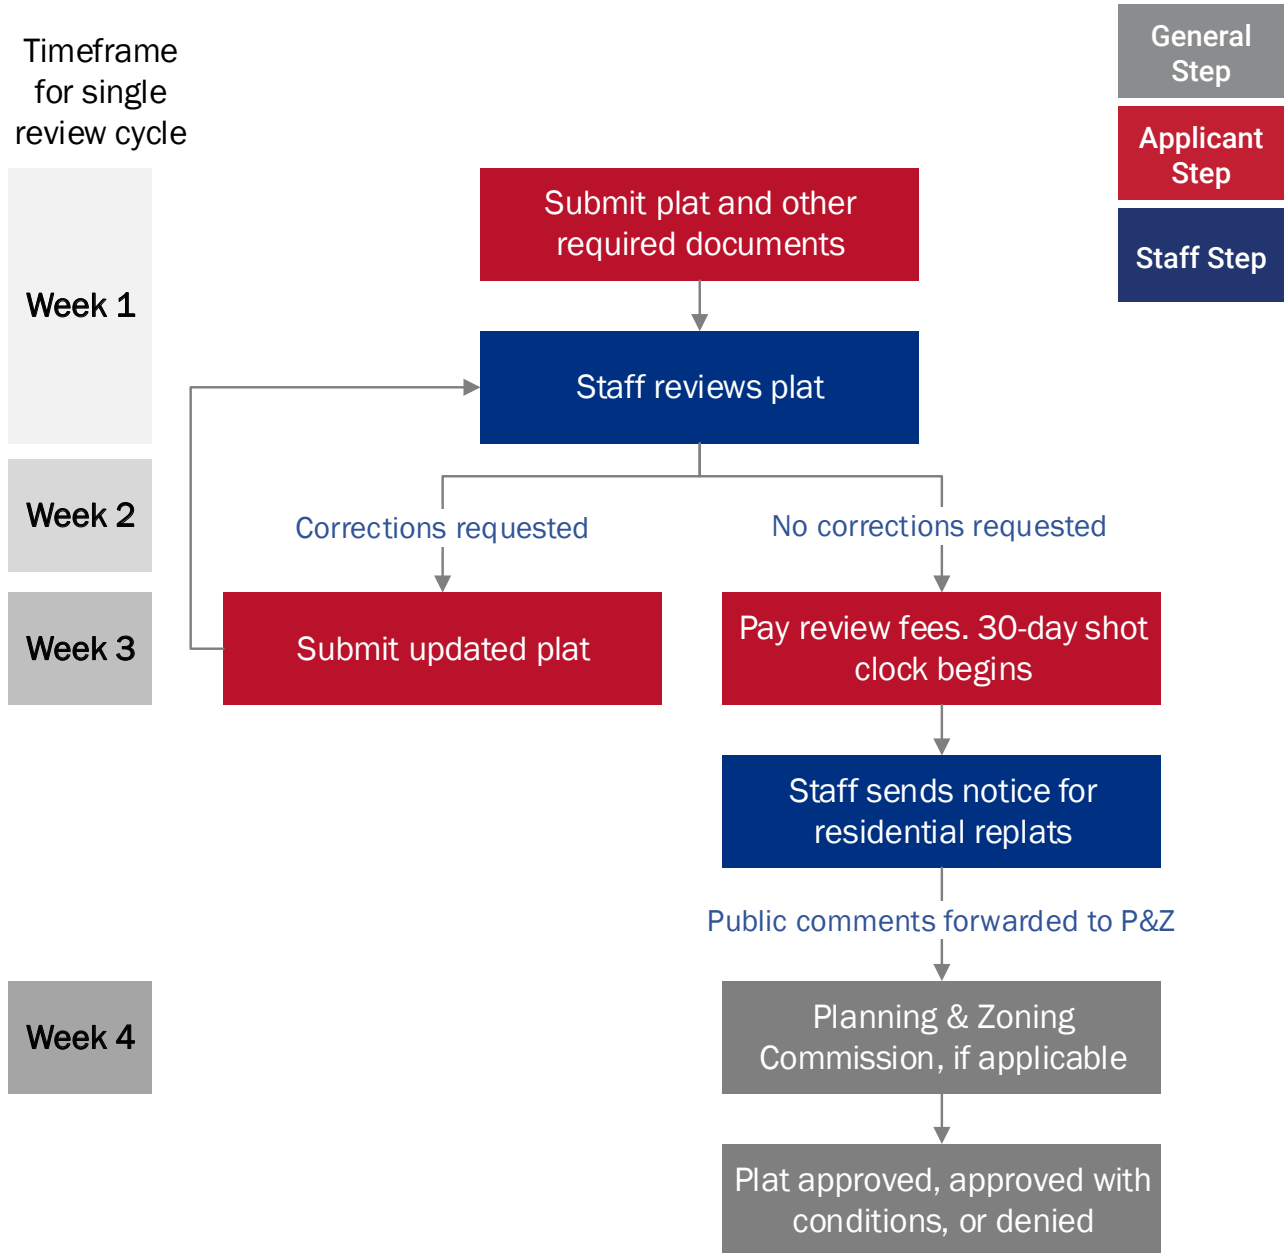 Timeframe
for single
review cycle
General
Step
Applicant
Step
Staff Step
Week 1
Submit plat and other
required documents
Staff reviews plat
Week 2
Corrections requested
No corrections requested
Week 3
Submit updated plat
Pay review fees. 30-day shot
clock begins
Staff sends notice for
residential replats
Public comments forwarded to P&Z
Week 4
Planning & Zoning
Commission, if applicable
Plat approved, approved with
conditions, or denied